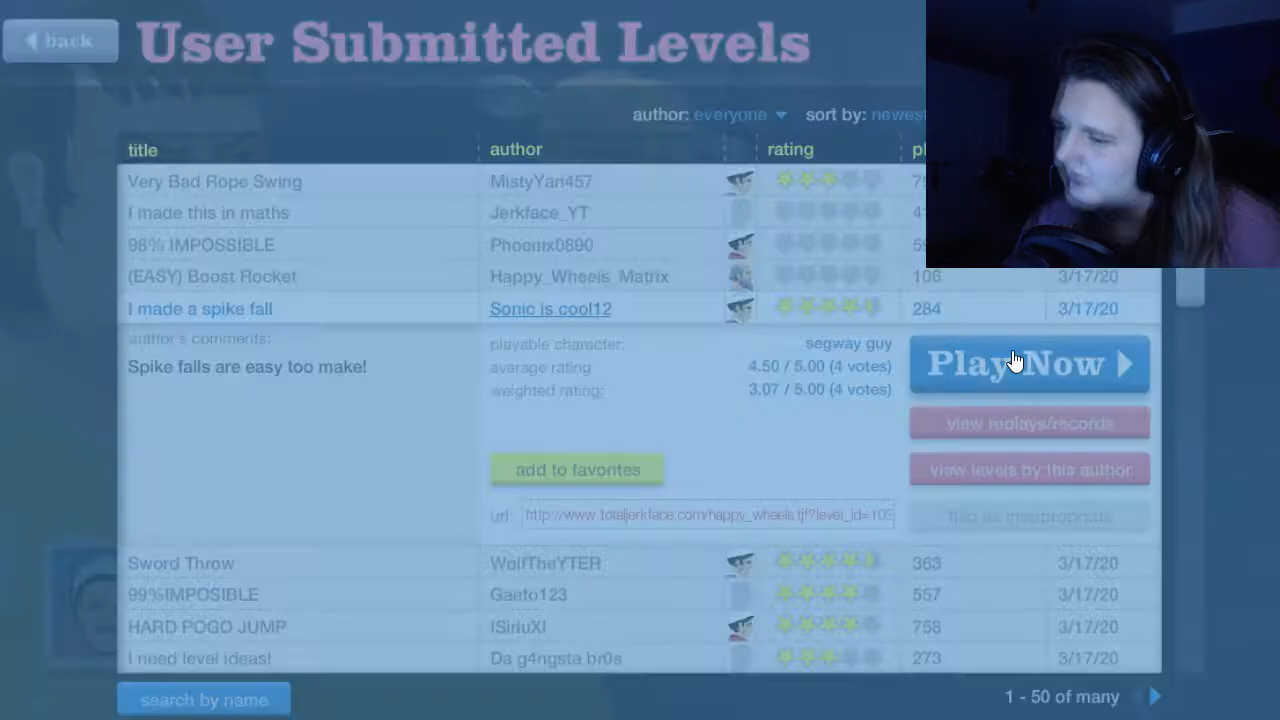 back
User Submitted Levels
author: everyone sort by: newest
title author rating
Very Bad Rope Swing MistyYan457
I made this in maths Jerkface_YT
98% IMPOSSIBLE Phoenix0890
(EASY) Boost Rocket Happy_Wheels_Matrix 106 3/17/20
I made a spike fall Sonic is cool12 284 3/17/20
author's comments: playable character: segway guy
Spike falls are easy too make! average rating 4.50 / 5.00 (4 votes)
weighted rating: 3.07 / 5.00 (4 votes)
Play Now
view replays/records
add to favorites view levels by this author
url: http://www.totaljerkface.com/happy_wheels.tjf?level_id=103 flag as inappropriate
Sword Throw WolfTheYTER 363 3/17/20
99%IMPOSIBLE Gaeto123 557 3/17/20
HARD POGO JUMP ISiriuXI 758 3/17/20
I need level ideas! Da g4ngsta br0s 273 3/17/20
search by name 1 - 50 of many